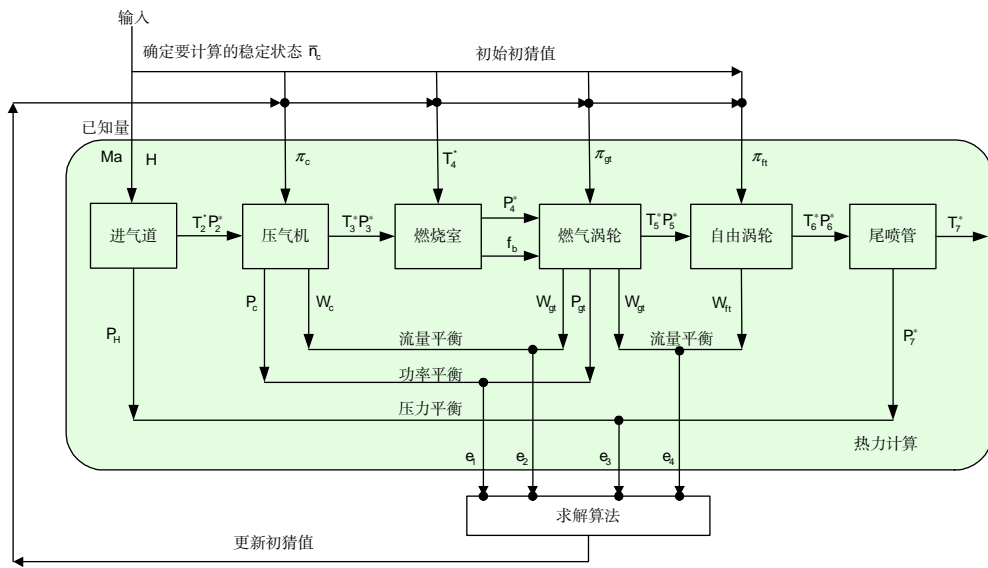 输入
确定要计算的稳定状态 n̄c
初始初猜值
已知量
Ma H
πc
T4*
πgt
πft
进气道
T2*P2*
压气机
T3*P3*
燃烧室
P4*
fb
燃气涡轮
T5*P5*
自由涡轮
T6*P6*
尾喷管
T7*
PH
Pc
Wc
Wgt
Pgt
Wgt
Wft
P7*
流量平衡
流量平衡
功率平衡
压力平衡
热力计算
e1
e2
e3
e4
求解算法
更新初猜值